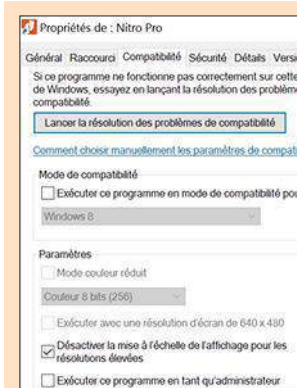 Propriétés de : Nitro Pro
Général Raccourci Compatibilité Sécurité Détails Versi
Si ce programme ne fonctionne pas correctement sur cette
de Windows, essayez en lançant la résolution des problème
compatibilité.
Lancer la résolution des problèmes de compatibilité
Comment choisir manuellement les paramètres de compati
Mode de compatibilité
Exécuter ce programme en mode de compatibilité pou
Windows 8
Paramètres
Mode couleur réduit
Couleur 8 bits (256)
Exécuter avec une résolution d'écran de 640 x 480
Désactiver la mise à l'échelle de l'affichage pour les
résolutions élevées
Exécuter ce programme en tant qu'administrateur